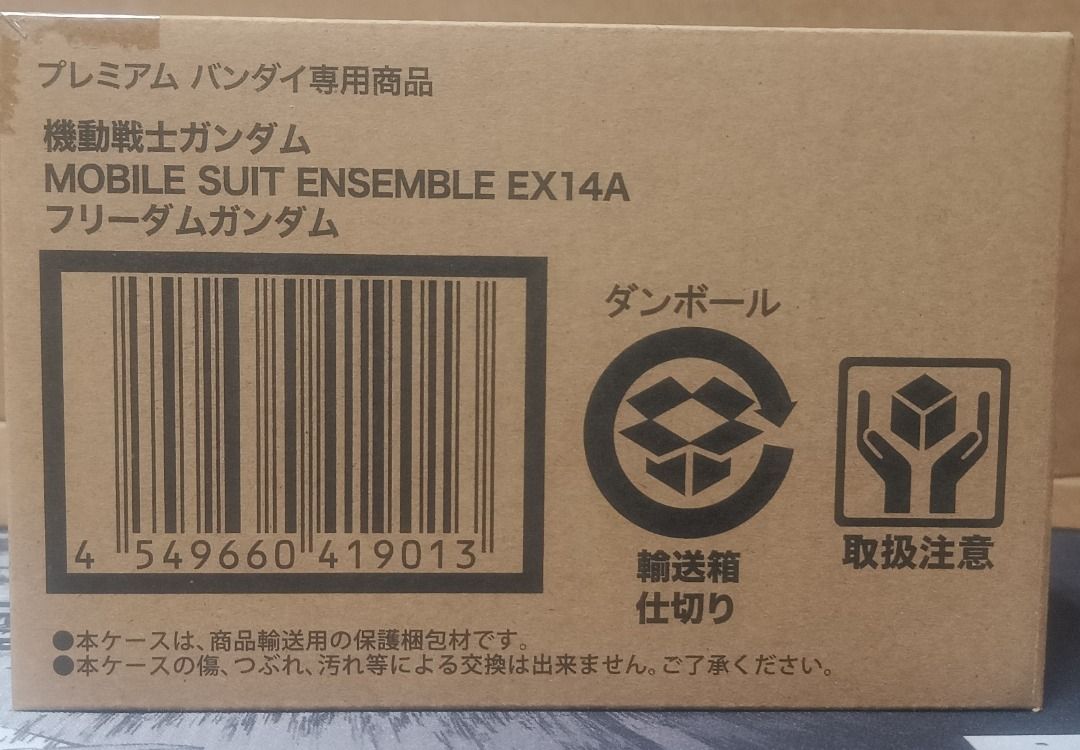 プレミアム バンダイ専用商品
機動戦士ガンダム
MOBILE SUIT ENSEMBLE EX14A
フリーダムガンダム
ダンボール
4 549660 419013
輸送箱
仕切り
取扱注意
●本ケースは、商品輸送用の保護梱包材です。
●本ケースの傷、つぶれ、汚れ等による交換は出来ません。ご了承ください。